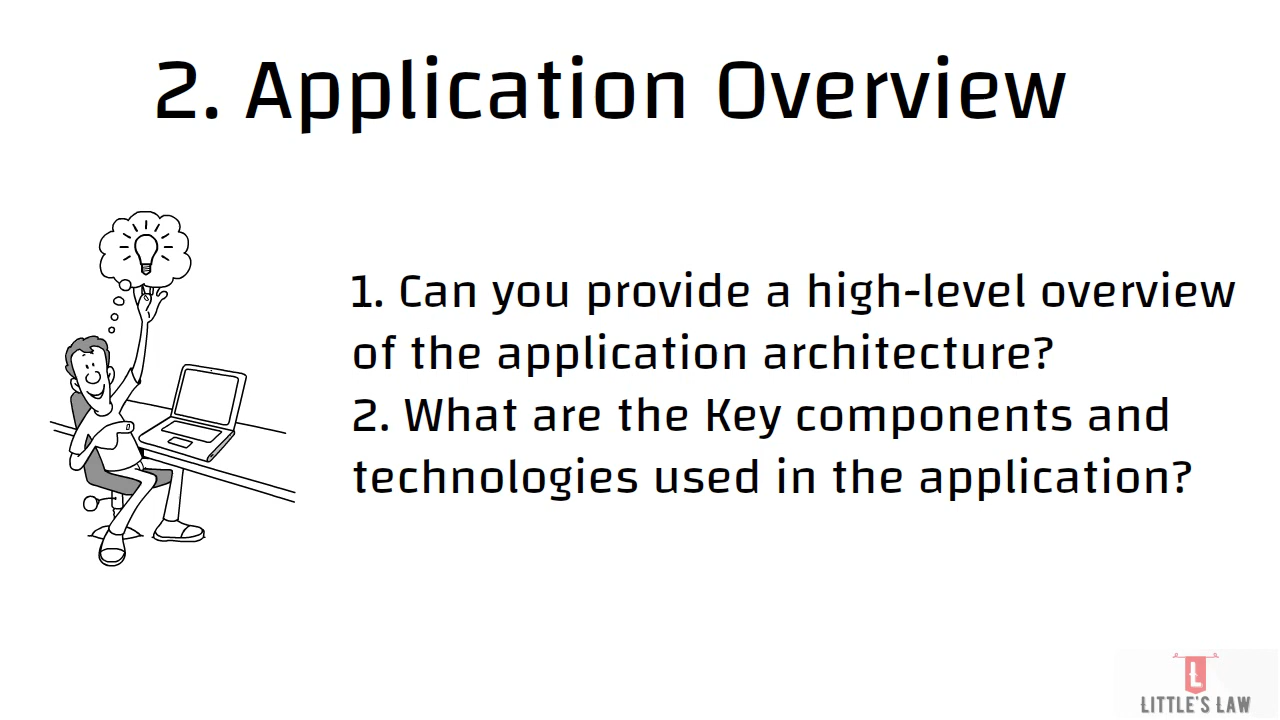 2. Application Overview
1. Can you provide a high-level overview
of the application architecture?
2. What are the Key components and
technologies used in the application?
L
LITTLE'S LAW